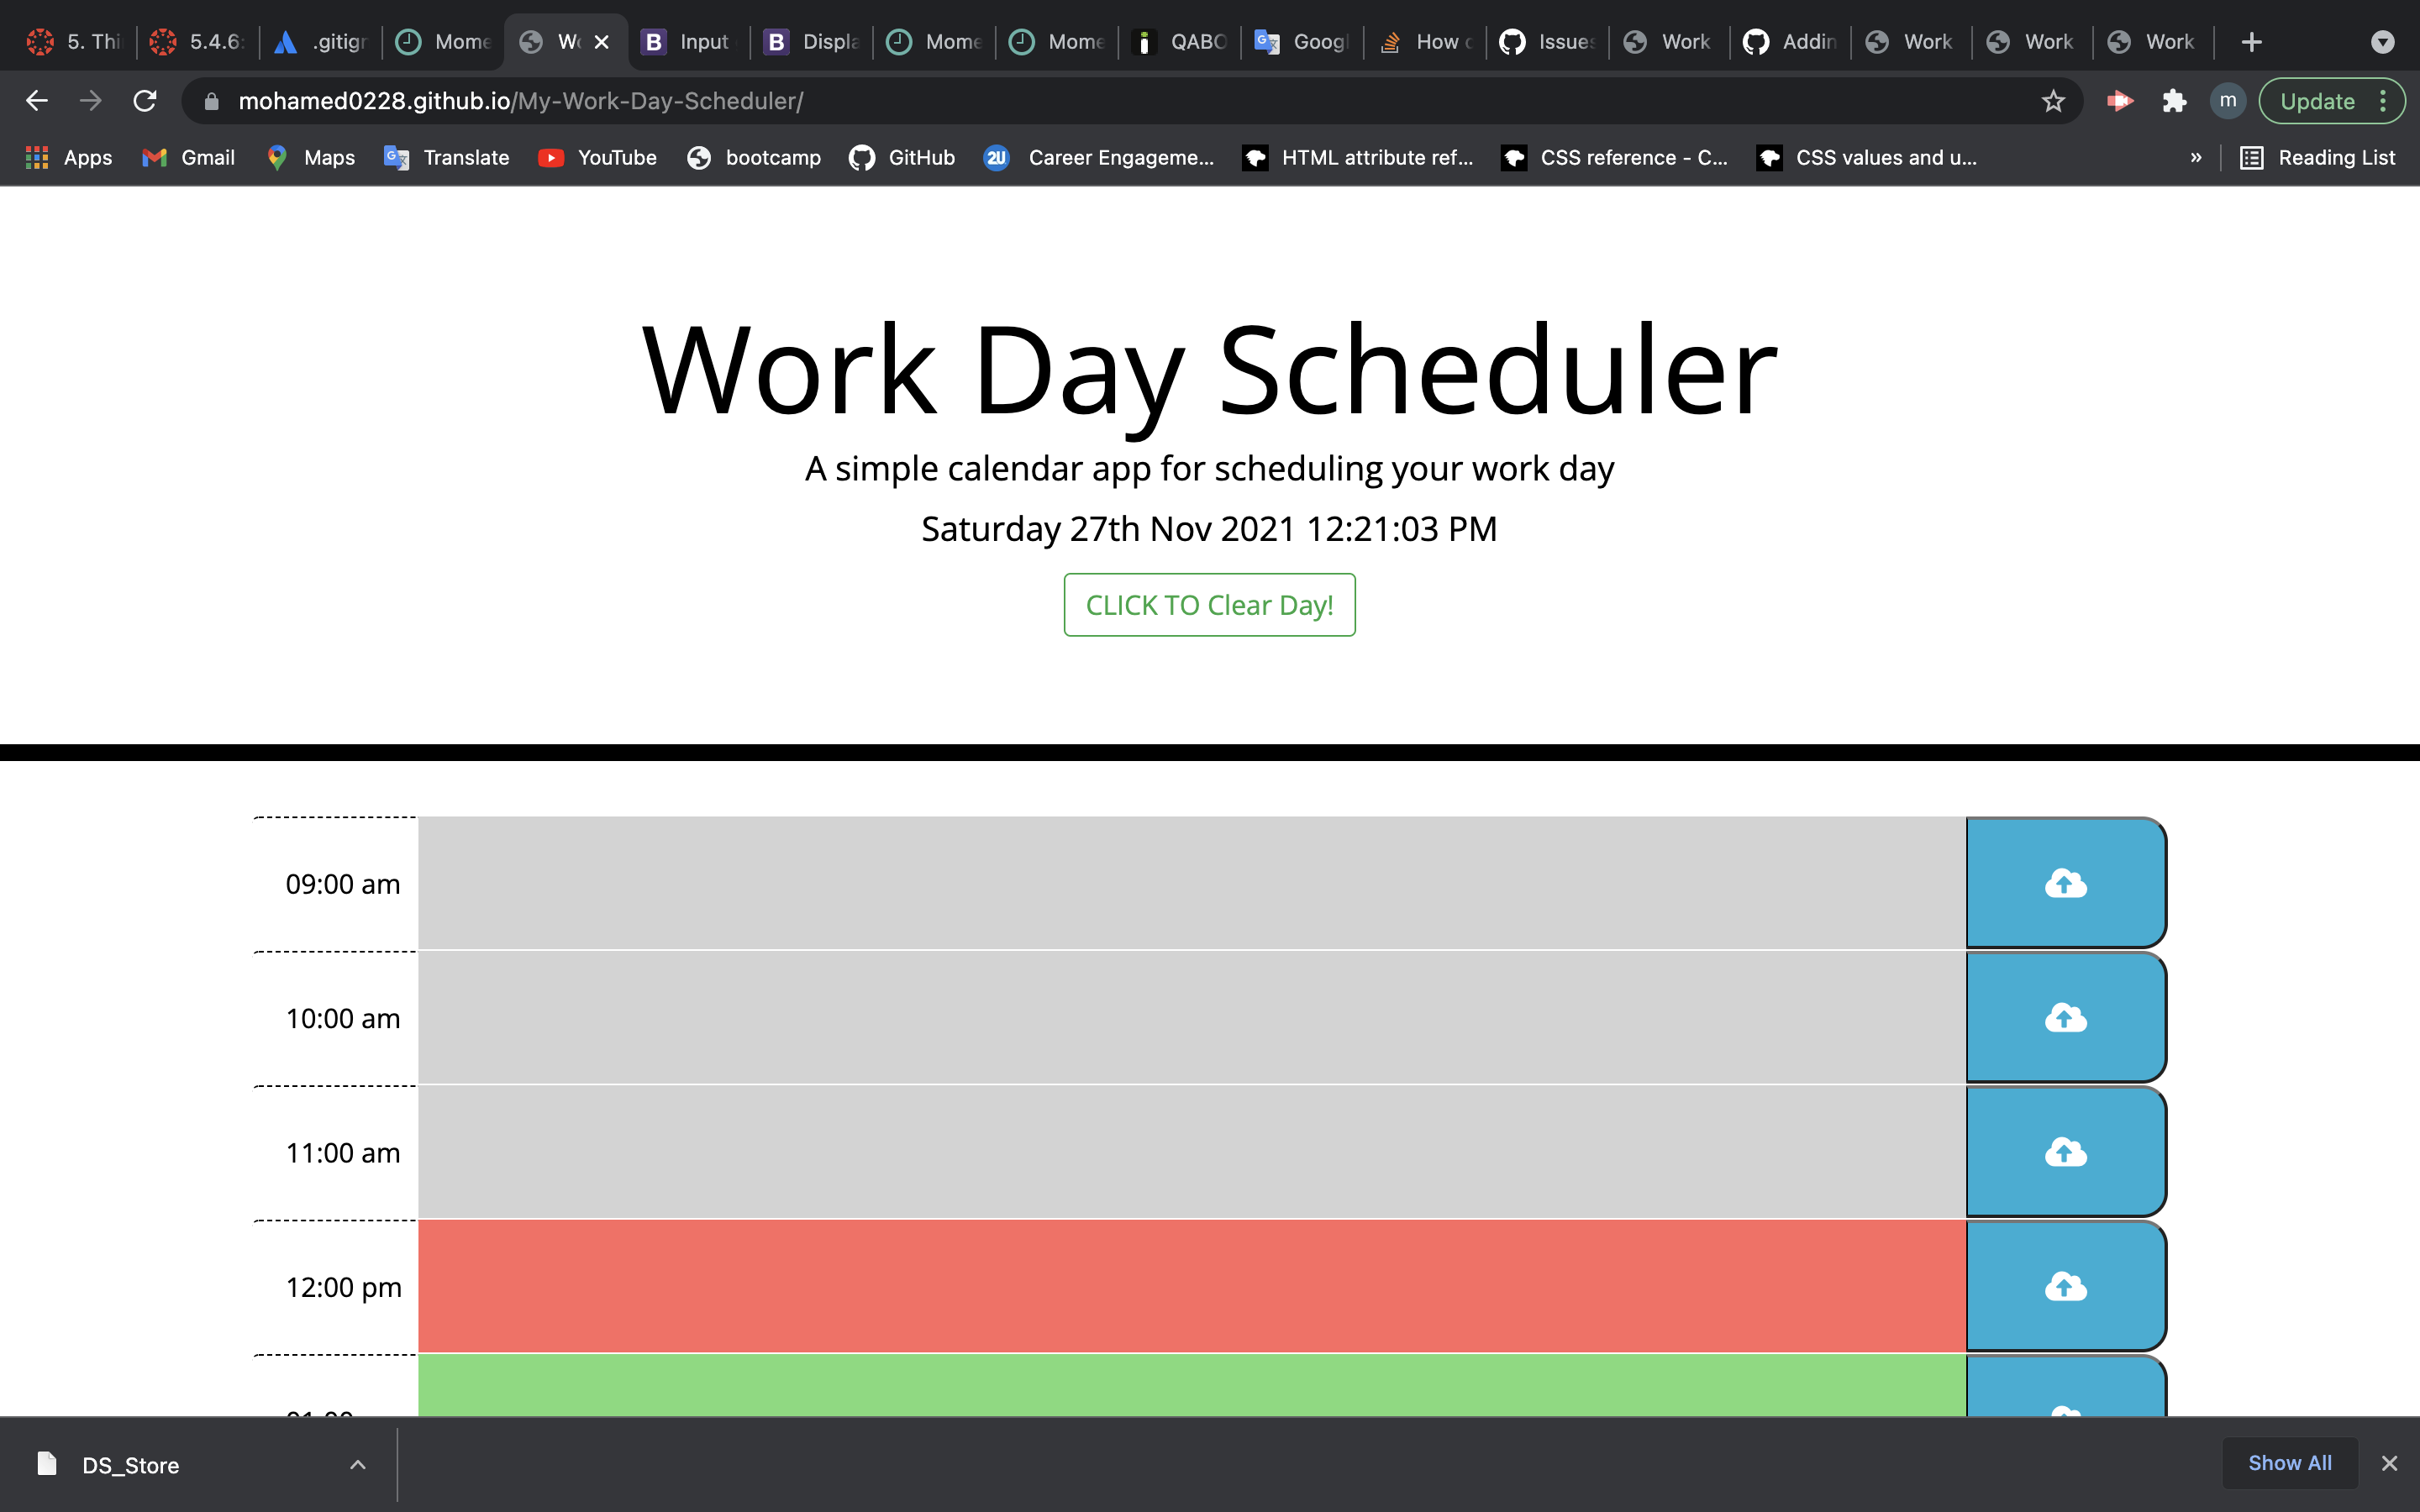 5. Thi 5.4.6: .gitigr Mome Wo Input Displa Mome Mome QABO Googl How c Issues Work Addin Work Work Work
mohamed0228.github.io/My-Work-Day-Scheduler/ m Update
Apps Gmail Maps Translate YouTube bootcamp GitHub 2U Career Engageme... HTML attribute ref... CSS reference - C... CSS values and u... » Reading List
Work Day Scheduler
A simple calendar app for scheduling your work day
Saturday 27th Nov 2021 12:21:03 PM
CLICK TO Clear Day!
09:00 am
10:00 am
11:00 am
12:00 pm
DS_Store Show All